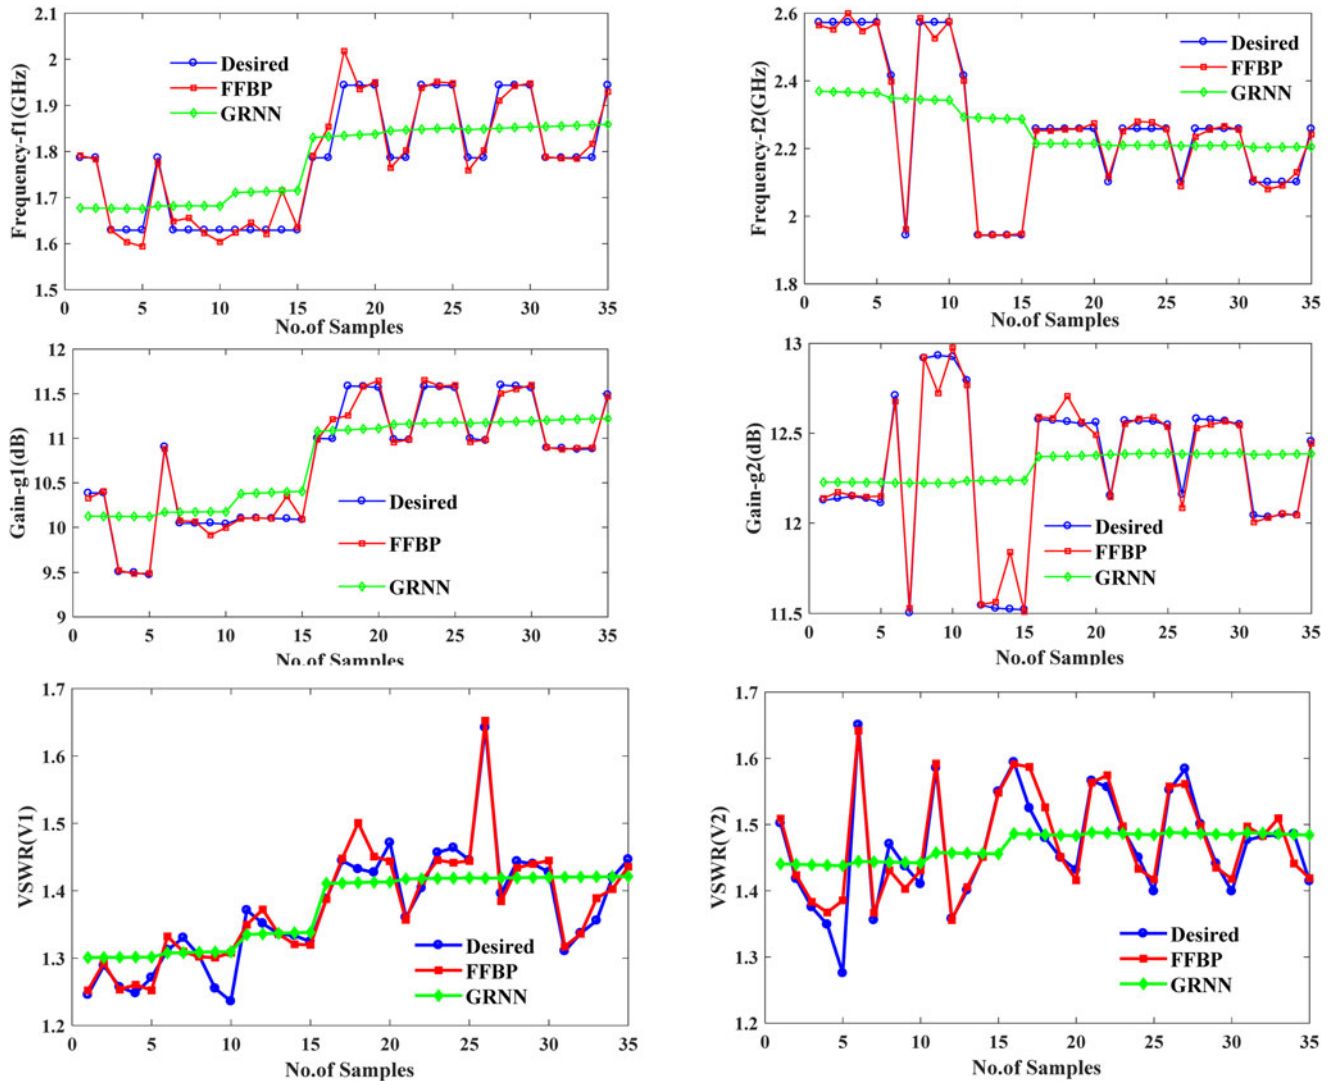 2.1
2
1.9
1.8
1.7
1.6
1.5
Frequency-f1(GHz)
Desired
FFBP
GRNN
0 5 10 15 20 25 30 35
No.of Samples
2.6
2.4
2.2
2
1.8
Frequency-f2(GHz)
Desired
FFBP
GRNN
0 5 10 15 20 25 30 35
No.of Samples
12
11.5
11
10.5
10
9.5
9
Gain-g1(dB)
Desired
FFBP
GRNN
0 5 10 15 20 25 30 35
No.of Samples
13
12.5
12
11.5
Gain-g2(dB)
Desired
FFBP
GRNN
0 5 10 15 20 25 30 35
No.of Samples
1.7
1.6
1.5
1.4
1.3
1.2
VSWR(V1)
Desired
FFBP
GRNN
0 5 10 15 20 25 30 35
No.of Samples
1.7
1.6
1.5
1.4
1.3
1.2
VSWR(V2)
Desired
FFBP
GRNN
0 5 10 15 20 25 30 35
No.of Samples